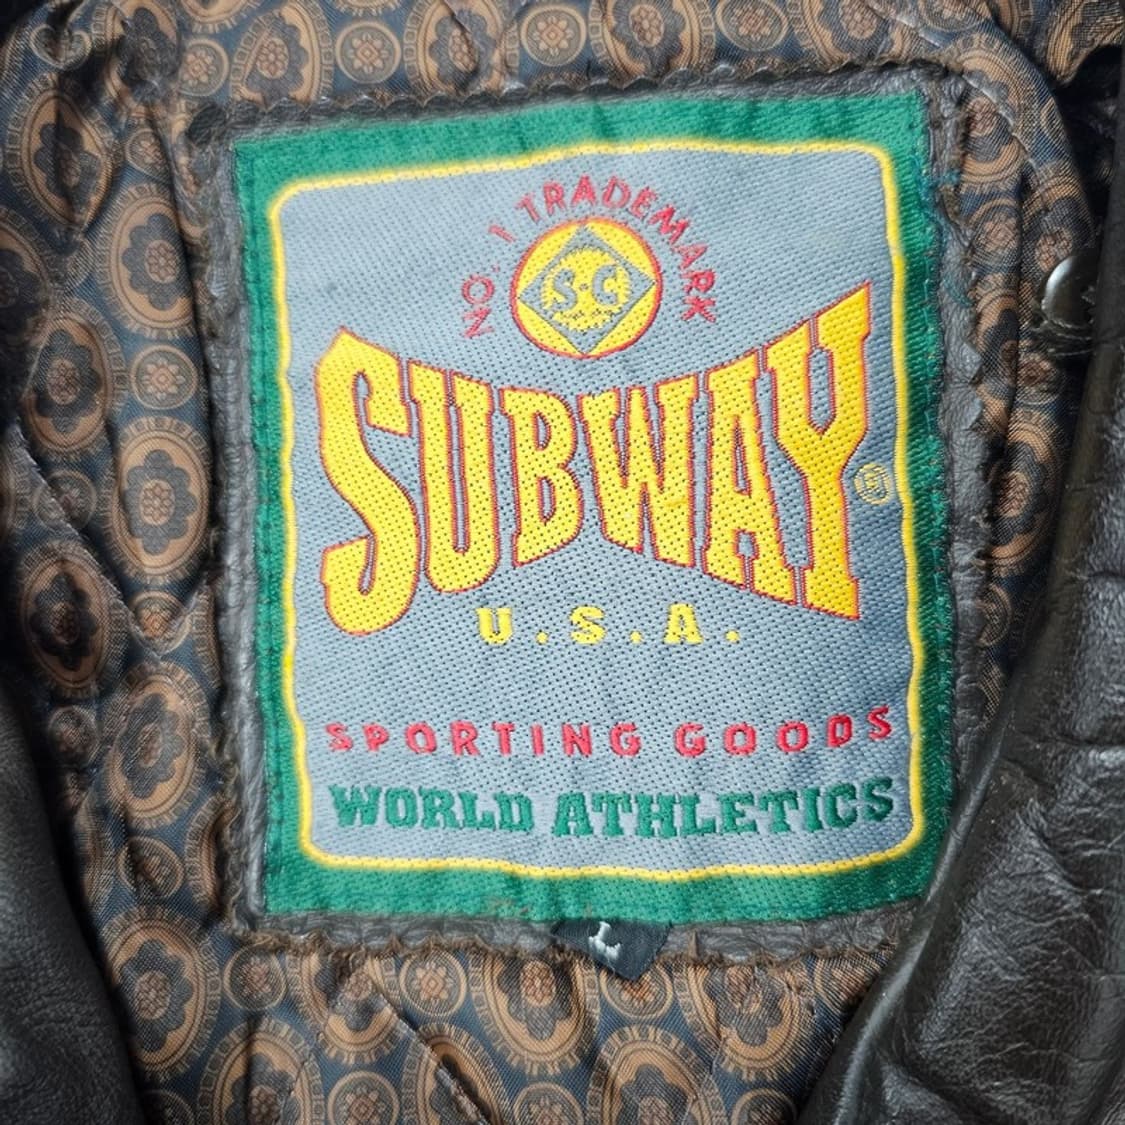 NO. 1 TRADEMARK
S·C
SUBWAY
U.S.A.
SPORTING GOODS
WORLD ATHLETICS
L